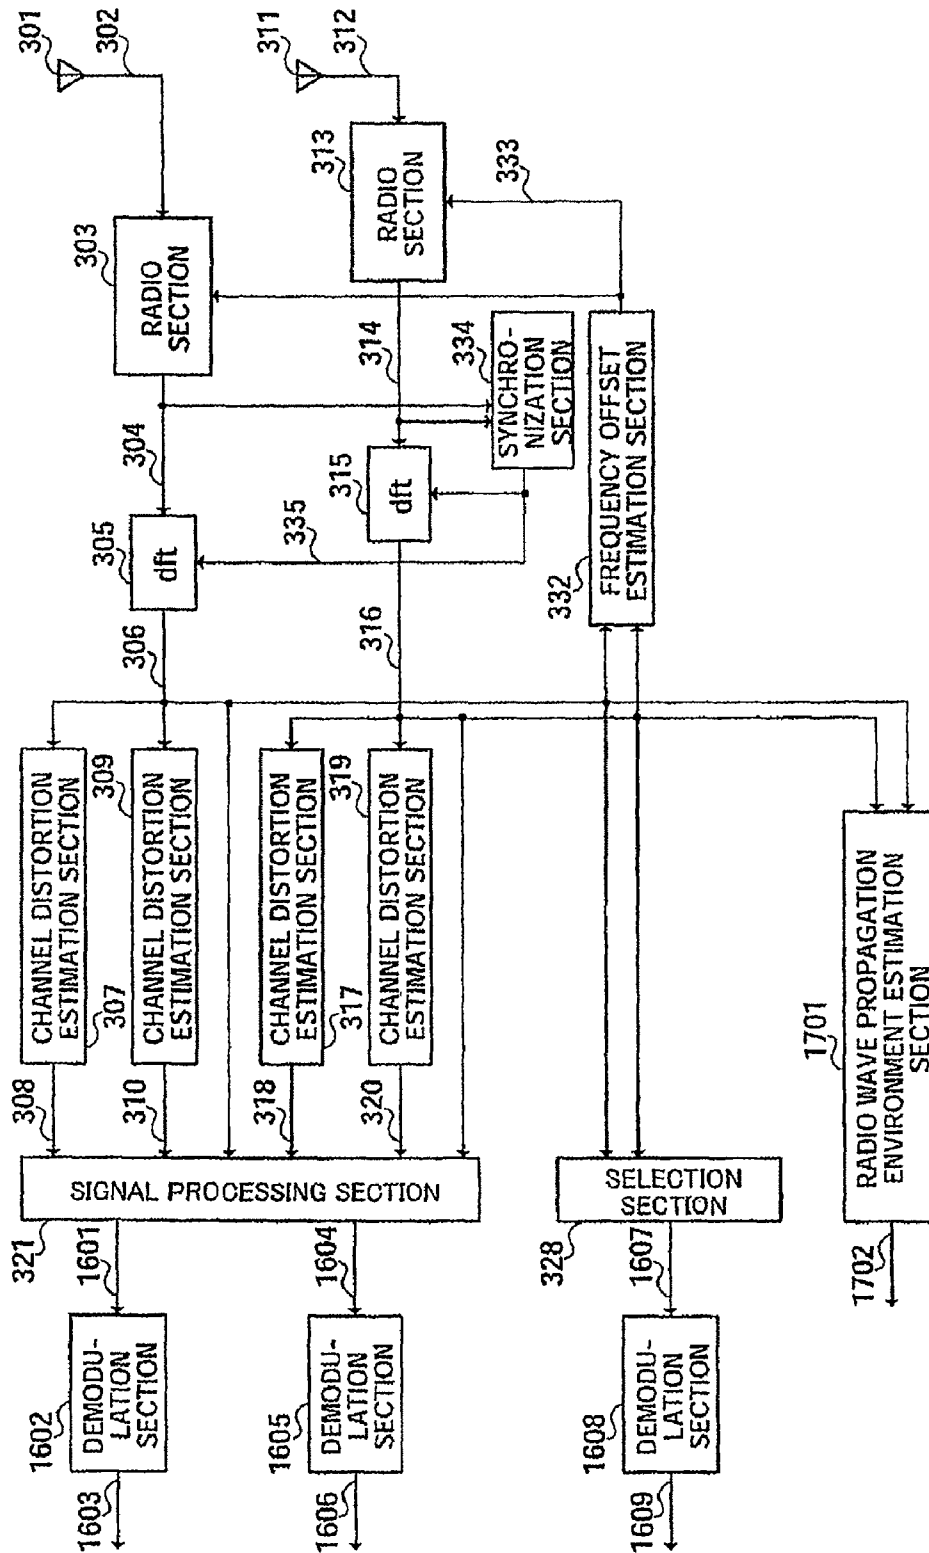 301
302
311
312
303
RADIO
SECTION
313
RADIO
SECTION
333
304
314
334
SYNCHRO-
NIZATION
SECTION
305
dft
335
315
dft
332
FREQUENCY OFFSET
ESTIMATION SECTION
306
316
CHANNEL DISTORTION
ESTIMATION SECTION
307
309
CHANNEL DISTORTION
ESTIMATION SECTION
CHANNEL DISTORTION
ESTIMATION SECTION
317
319
CHANNEL DISTORTION
ESTIMATION SECTION
1701
RADIO WAVE PROPAGATION
ENVIRONMENT ESTIMATION
SECTION
308
310
318
320
SIGNAL PROCESSING SECTION
321
SELECTION
SECTION
328
1601
1604
1607
1702
1602
DEMODU-
LATION
SECTION
1605
DEMODU-
LATION
SECTION
1608
DEMODU-
LATION
SECTION
1603
1606
1609